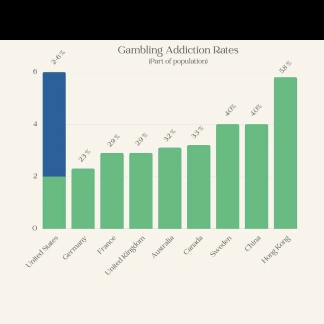 Gambling Addiction Rates
(Part of population)
6
4
2
0
2-6 %
2.3 %
2.9 %
2.9 %
3.2 %
3.3 %
4.0%
4.0%
5.8 %
United States
Germany
France
United Kingdom
Australia
Canada
Sweden
China
Hong Kong